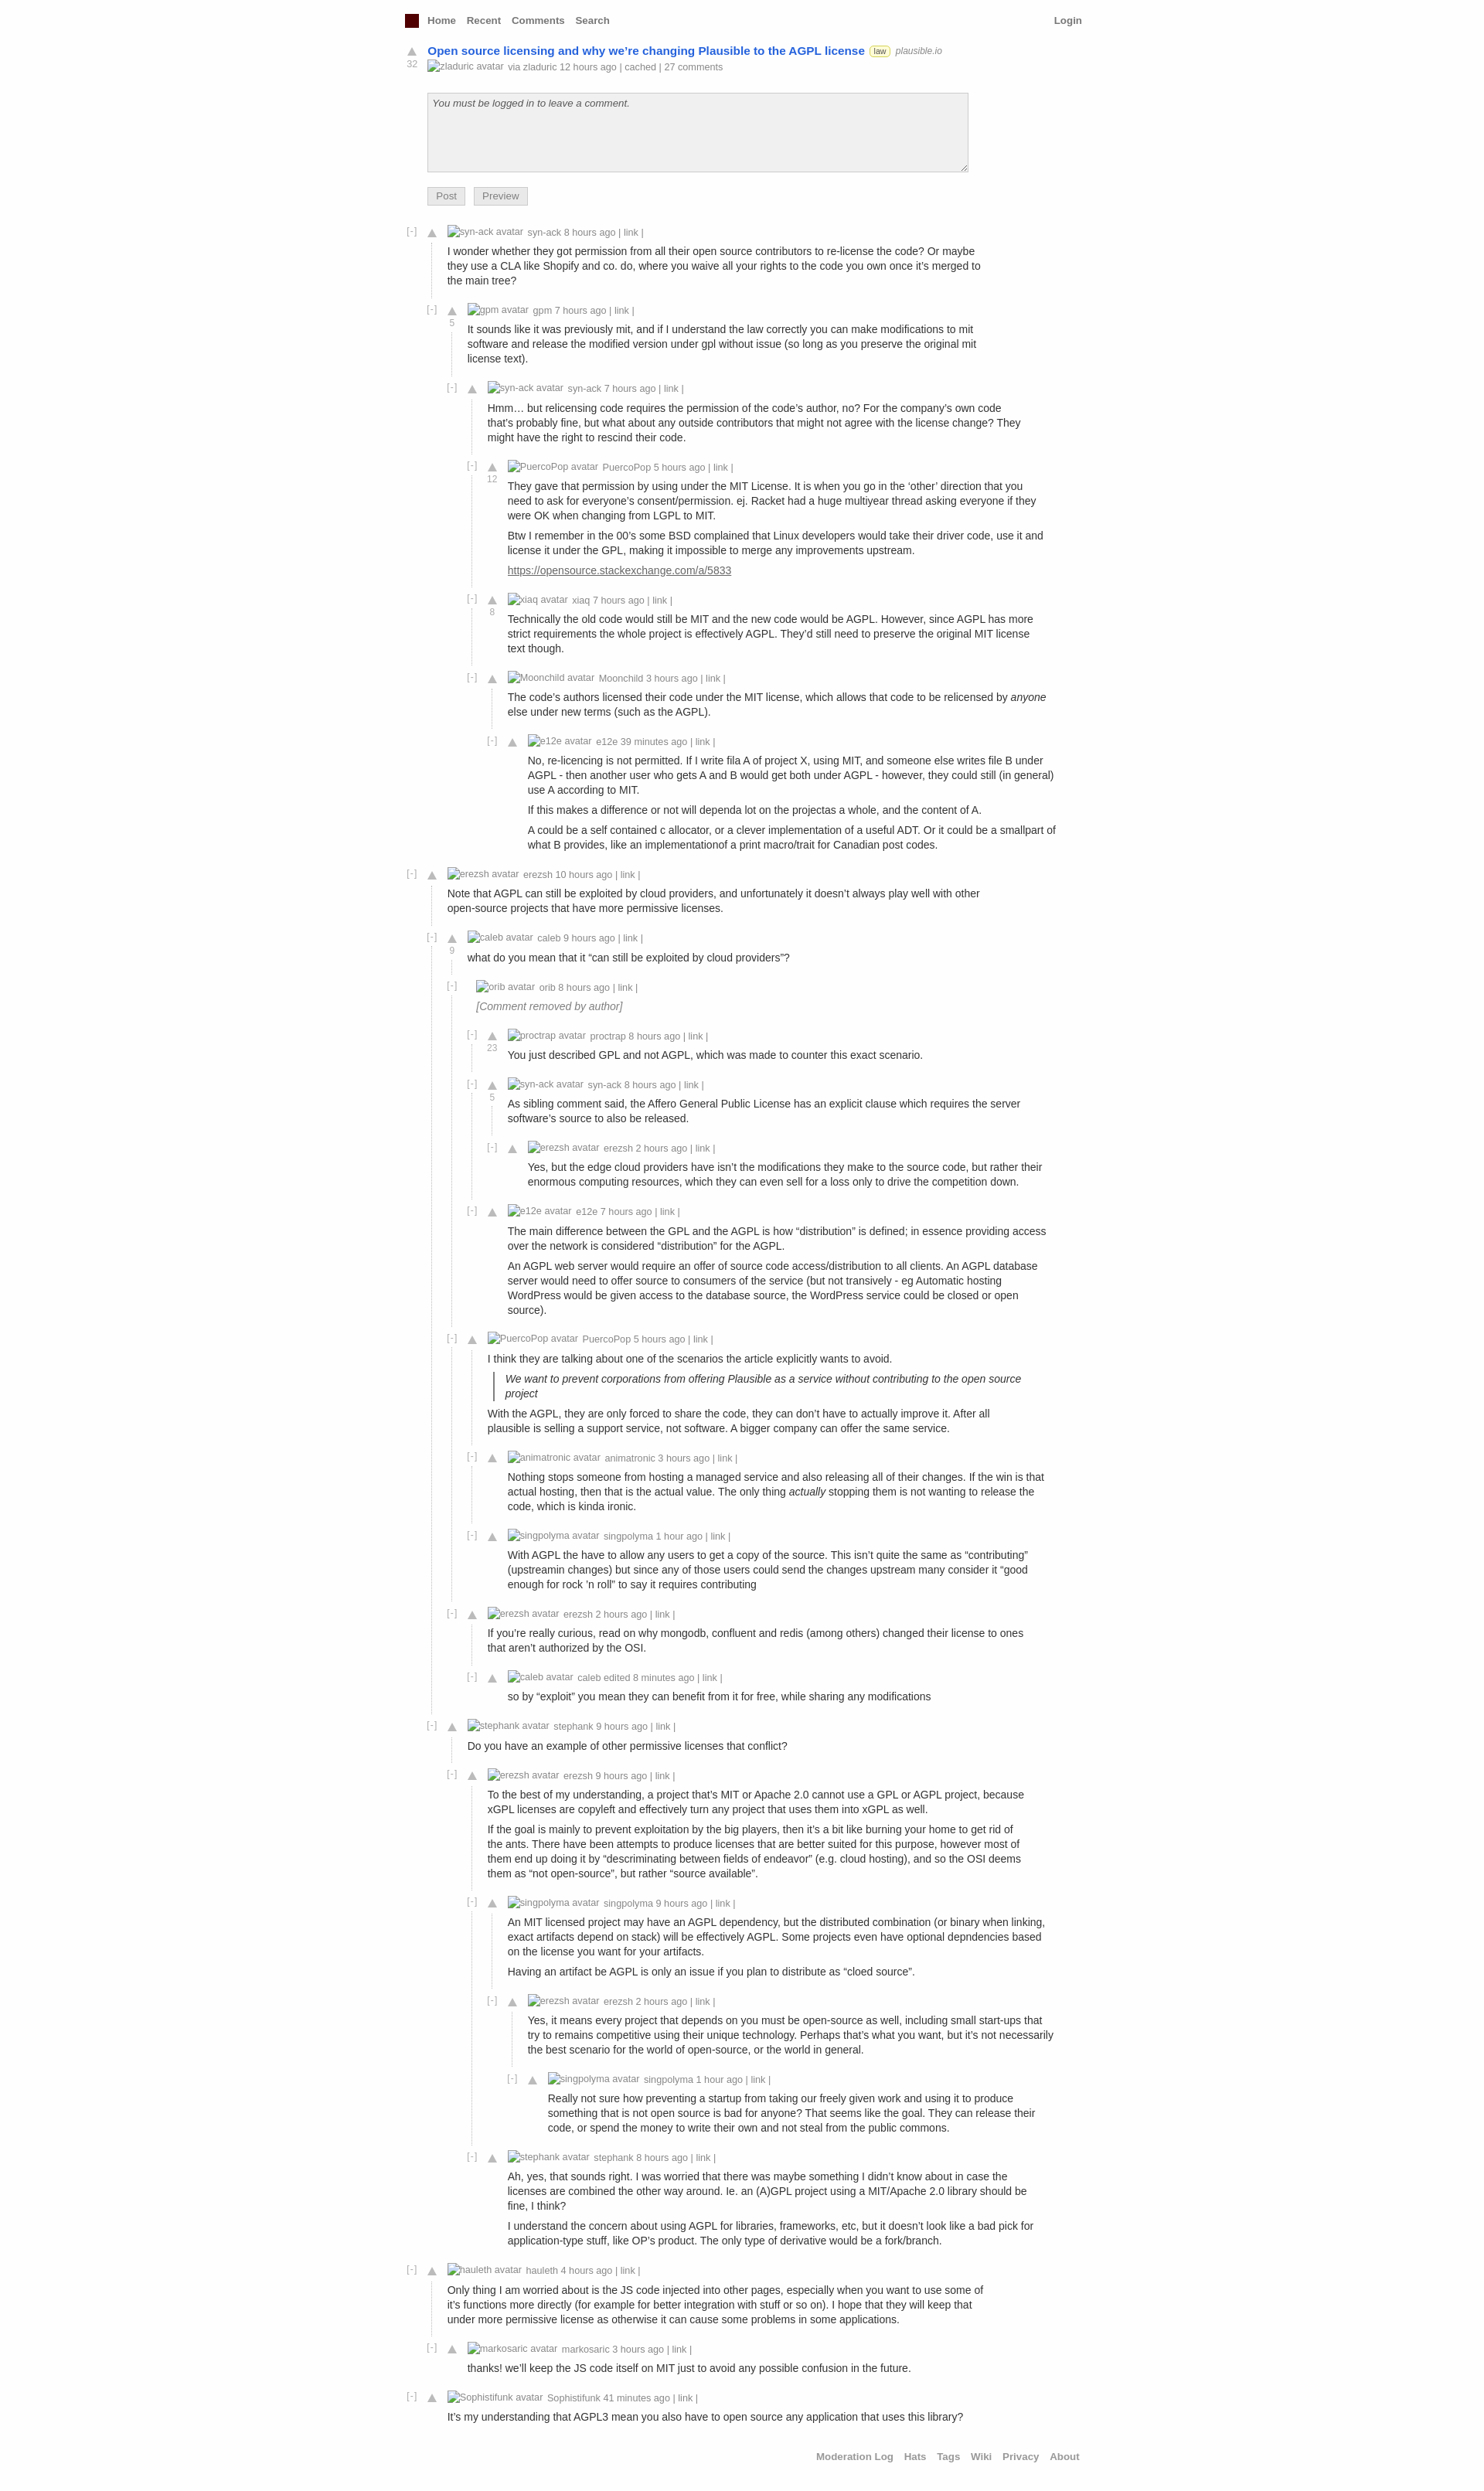 Home Recent Comments Search Login
Open source licensing and why we’re changing Plausible to the AGPL license law plausible.io
32 zladuric avatar via zladuric 12 hours ago | cached | 27 comments
You must be logged in to leave a comment.
Post Preview
[-] syn-ack avatar syn-ack 8 hours ago | link |
I wonder whether they got permission from all their open source contributors to re-license the code? Or maybe
they use a CLA like Shopify and co. do, where you waive all your rights to the code you own once it’s merged to
the main tree?
[-] gpm avatar gpm 7 hours ago | link |
5
It sounds like it was previously mit, and if I understand the law correctly you can make modifications to mit
software and release the modified version under gpl without issue (so long as you preserve the original mit
license text).
[-] syn-ack avatar syn-ack 7 hours ago | link |
Hmm… but relicensing code requires the permission of the code’s author, no? For the company’s own code
that’s probably fine, but what about any outside contributors that might not agree with the license change? They
might have the right to rescind their code.
[-] PuercoPop avatar PuercoPop 5 hours ago | link |
12
They gave that permission by using under the MIT License. It is when you go in the ‘other’ direction that you
need to ask for everyone’s consent/permission. ej. Racket had a huge multiyear thread asking everyone if they
were OK when changing from LGPL to MIT.
Btw I remember in the 00’s some BSD complained that Linux developers would take their driver code, use it and
license it under the GPL, making it impossible to merge any improvements upstream.
https://opensource.stackexchange.com/a/5833
[-] xiaq avatar xiaq 7 hours ago | link |
8
Technically the old code would still be MIT and the new code would be AGPL. However, since AGPL has more
strict requirements the whole project is effectively AGPL. They’d still need to preserve the original MIT license
text though.
[-] Moonchild avatar Moonchild 3 hours ago | link |
The code’s authors licensed their code under the MIT license, which allows that code to be relicensed by anyone
else under new terms (such as the AGPL).
[-] e12e avatar e12e 39 minutes ago | link |
No, re-licencing is not permitted. If I write fila A of project X, using MIT, and someone else writes file B under
AGPL - then another user who gets A and B would get both under AGPL - however, they could still (in general)
use A according to MIT.
If this makes a difference or not will dependa lot on the projectas a whole, and the content of A.
A could be a self contained c allocator, or a clever implementation of a useful ADT. Or it could be a smallpart of
what B provides, like an implementationof a print macro/trait for Canadian post codes.
[-] erezsh avatar erezsh 10 hours ago | link |
Note that AGPL can still be exploited by cloud providers, and unfortunately it doesn’t always play well with other
open-source projects that have more permissive licenses.
[-] caleb avatar caleb 9 hours ago | link |
9
what do you mean that it “can still be exploited by cloud providers”?
[-] orib avatar orib 8 hours ago | link |
[Comment removed by author]
[-] proctrap avatar proctrap 8 hours ago | link |
23
You just described GPL and not AGPL, which was made to counter this exact scenario.
[-] syn-ack avatar syn-ack 8 hours ago | link |
5
As sibling comment said, the Affero General Public License has an explicit clause which requires the server
software’s source to also be released.
[-] erezsh avatar erezsh 2 hours ago | link |
Yes, but the edge cloud providers have isn’t the modifications they make to the source code, but rather their
enormous computing resources, which they can even sell for a loss only to drive the competition down.
[-] e12e avatar e12e 7 hours ago | link |
The main difference between the GPL and the AGPL is how “distribution” is defined; in essence providing access
over the network is considered “distribution” for the AGPL.
An AGPL web server would require an offer of source code access/distribution to all clients. An AGPL database
server would need to offer source to consumers of the service (but not transively - eg Automatic hosting
WordPress would be given access to the database source, the WordPress service could be closed or open
source).
[-] PuercoPop avatar PuercoPop 5 hours ago | link |
I think they are talking about one of the scenarios the article explicitly wants to avoid.
We want to prevent corporations from offering Plausible as a service without contributing to the open source
project
With the AGPL, they are only forced to share the code, they can don’t have to actually improve it. After all
plausible is selling a support service, not software. A bigger company can offer the same service.
[-] animatronic avatar animatronic 3 hours ago | link |
Nothing stops someone from hosting a managed service and also releasing all of their changes. If the win is that
actual hosting, then that is the actual value. The only thing actually stopping them is not wanting to release the
code, which is kinda ironic.
[-] singpolyma avatar singpolyma 1 hour ago | link |
With AGPL the have to allow any users to get a copy of the source. This isn’t quite the same as “contributing”
(upstreamin changes) but since any of those users could send the changes upstream many consider it “good
enough for rock ’n roll” to say it requires contributing
[-] erezsh avatar erezsh 2 hours ago | link |
If you’re really curious, read on why mongodb, confluent and redis (among others) changed their license to ones
that aren’t authorized by the OSI.
[-] caleb avatar caleb edited 8 minutes ago | link |
so by “exploit” you mean they can benefit from it for free, while sharing any modifications
[-] stephank avatar stephank 9 hours ago | link |
Do you have an example of other permissive licenses that conflict?
[-] erezsh avatar erezsh 9 hours ago | link |
To the best of my understanding, a project that’s MIT or Apache 2.0 cannot use a GPL or AGPL project, because
xGPL licenses are copyleft and effectively turn any project that uses them into xGPL as well.
If the goal is mainly to prevent exploitation by the big players, then it’s a bit like burning your home to get rid of
the ants. There have been attempts to produce licenses that are better suited for this purpose, however most of
them end up doing it by “descriminating between fields of endeavor” (e.g. cloud hosting), and so the OSI deems
them as “not open-source”, but rather “source available”.
[-] singpolyma avatar singpolyma 9 hours ago | link |
An MIT licensed project may have an AGPL dependency, but the distributed combination (or binary when linking,
exact artifacts depend on stack) will be effectively AGPL. Some projects even have optional depndencies based
on the license you want for your artifacts.
Having an artifact be AGPL is only an issue if you plan to distribute as “cloed source”.
[-] erezsh avatar erezsh 2 hours ago | link |
Yes, it means every project that depends on you must be open-source as well, including small start-ups that
try to remains competitive using their unique technology. Perhaps that’s what you want, but it’s not necessarily
the best scenario for the world of open-source, or the world in general.
[-] singpolyma avatar singpolyma 1 hour ago | link |
Really not sure how preventing a startup from taking our freely given work and using it to produce
something that is not open source is bad for anyone? That seems like the goal. They can release their
code, or spend the money to write their own and not steal from the public commons.
[-] stephank avatar stephank 8 hours ago | link |
Ah, yes, that sounds right. I was worried that there was maybe something I didn’t know about in case the
licenses are combined the other way around. Ie. an (A)GPL project using a MIT/Apache 2.0 library should be
fine, I think?
I understand the concern about using AGPL for libraries, frameworks, etc, but it doesn’t look like a bad pick for
application-type stuff, like OP’s product. The only type of derivative would be a fork/branch.
[-] hauleth avatar hauleth 4 hours ago | link |
Only thing I am worried about is the JS code injected into other pages, especially when you want to use some of
it’s functions more directly (for example for better integration with stuff or so on). I hope that they will keep that
under more permissive license as otherwise it can cause some problems in some applications.
[-] markosaric avatar markosaric 3 hours ago | link |
thanks! we’ll keep the JS code itself on MIT just to avoid any possible confusion in the future.
[-] Sophistifunk avatar Sophistifunk 41 minutes ago | link |
It’s my understanding that AGPL3 mean you also have to open source any application that uses this library?
Moderation Log Hats Tags Wiki Privacy About